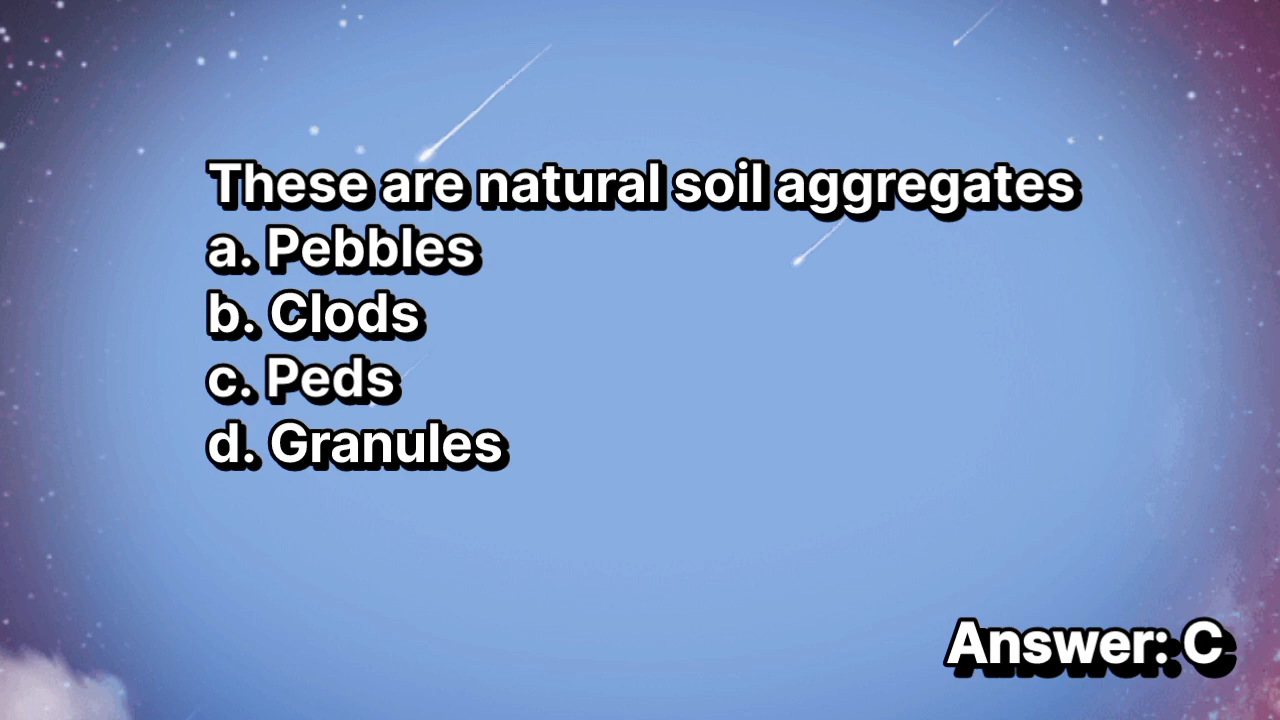 These are natural soil aggregates
a. Pebbles
b. Clods
c. Peds
d. Granules
Answer: C